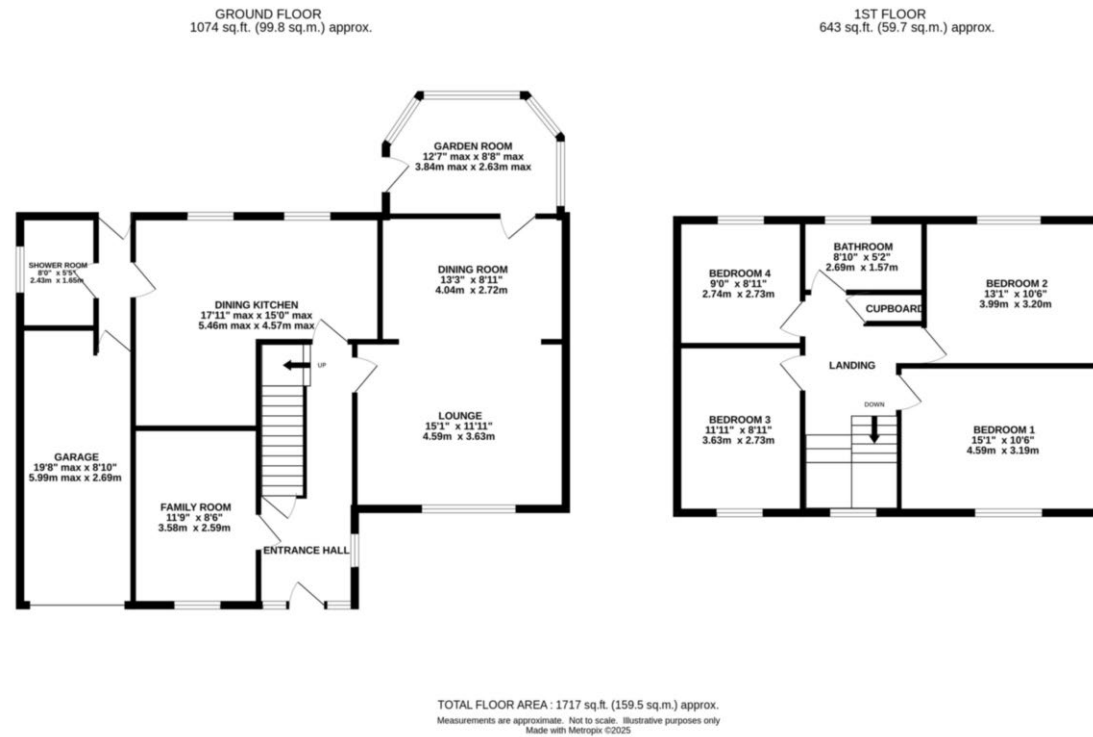 GROUND FLOOR
1074 sq.ft. (99.8 sq.m.) approx.
1ST FLOOR
643 sq.ft. (59.7 sq.m.) approx.
GARDEN ROOM
12'7" max x 8'8" max
3.84m max x 2.63m max
SHOWER ROOM
8'0" x 5'5"
2.43m x 1.65m
DINING KITCHEN
17'11" max x 15'0" max
5.46m max x 4.57m max
DINING ROOM
13'3" x 8'11"
4.04m x 2.72m
UP
LOUNGE
15'1" x 11'11"
4.59m x 3.63m
GARAGE
19'8" max x 8'10"
5.99m max x 2.69m
FAMILY ROOM
11'9" x 8'6"
3.58m x 2.59m
ENTRANCE HALL
BEDROOM 4
9'0" x 8'11"
2.74m x 2.73m
BATHROOM
8'10" x 5'2"
2.69m x 1.57m
CUPBOARD
BEDROOM 2
13'1" x 10'6"
3.99m x 3.20m
LANDING
DOWN
BEDROOM 3
11'11" x 8'11"
3.63m x 2.73m
BEDROOM 1
15'1" x 10'6"
4.59m x 3.19m
TOTAL FLOOR AREA : 1717 sq.ft. (159.5 sq.m.) approx.
Measurements are approximate. Not to scale. Illustrative purposes only
Made with Metropix ©2025